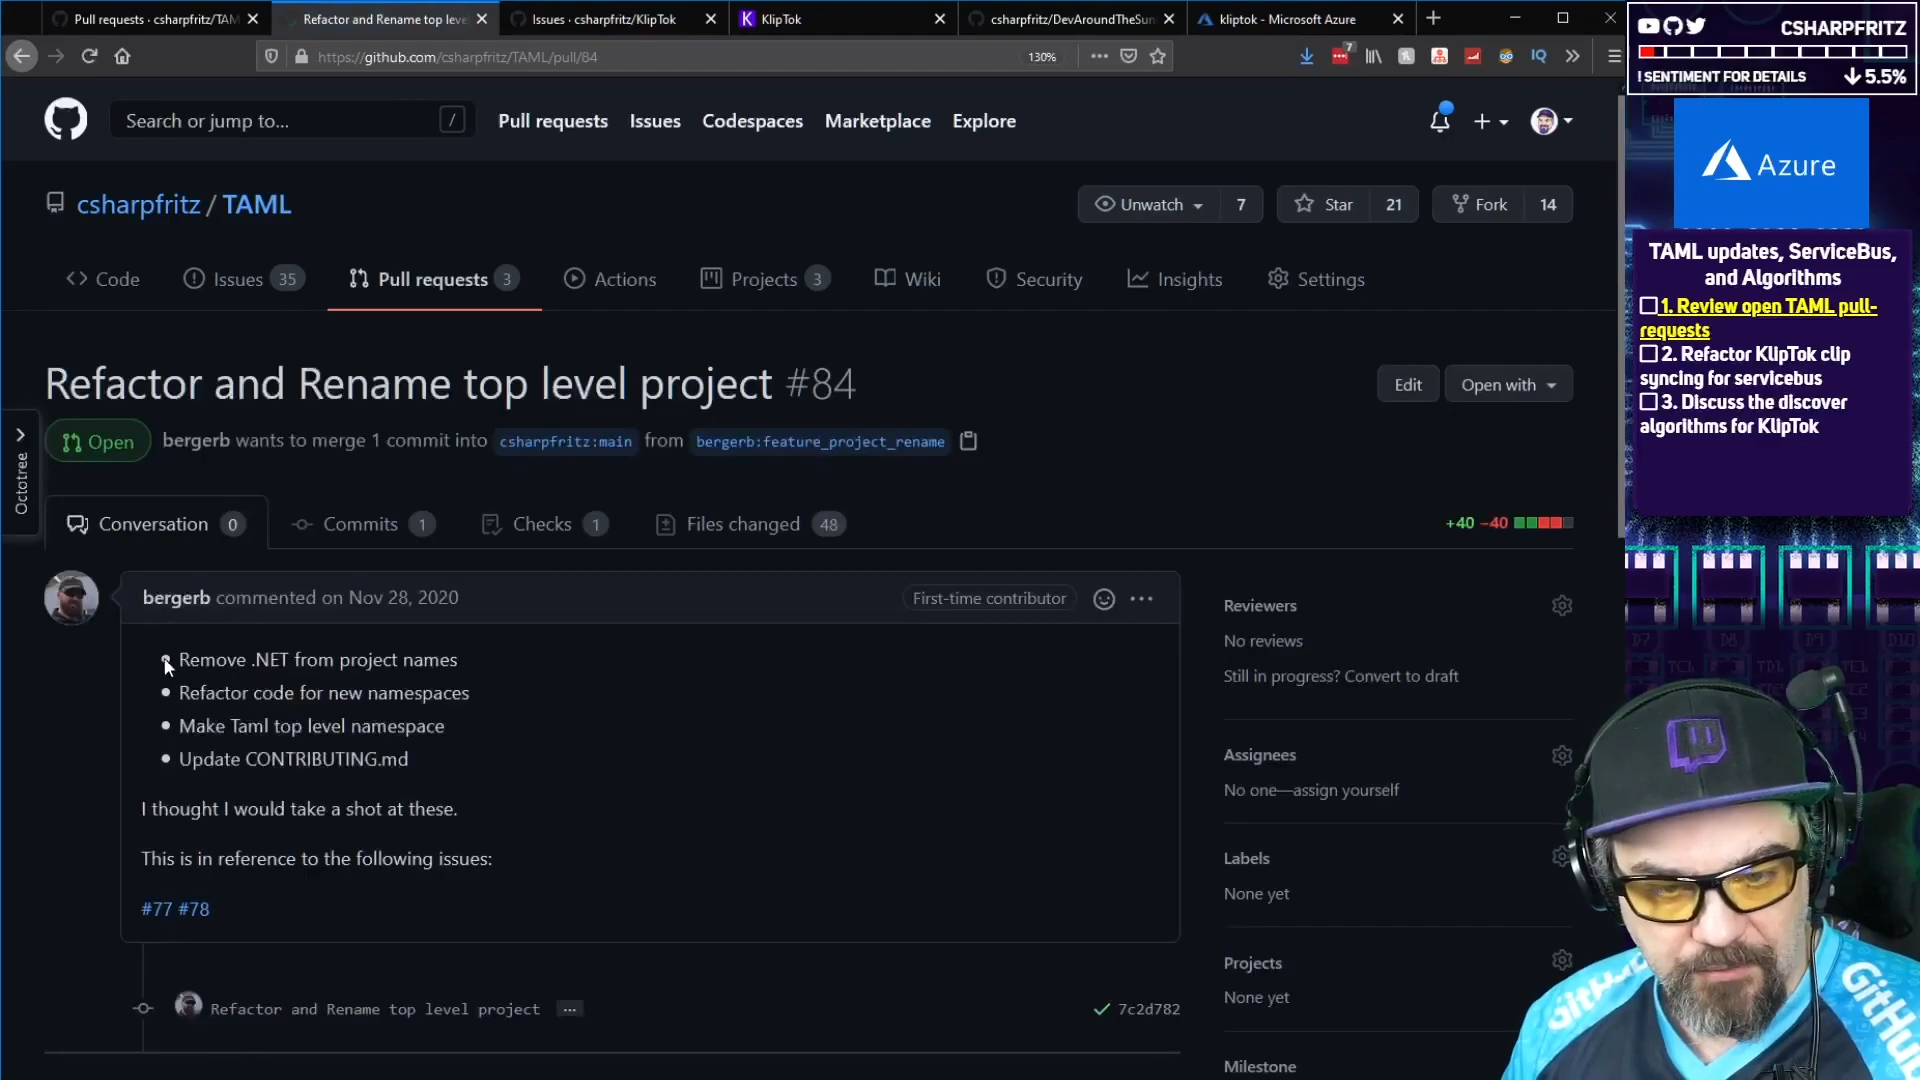 Pull requests · csharpfritz/TAM
Refactor and Rename top leve
Issues · csharpfritz/KlipTok
KlipTok
csharpfritz/DevAroundTheSun
kliptok - Microsoft Azure
https://github.com/csharpfritz/TAML/pull/84
130%
7
IQ
CSHARPFRITZ
!SENTIMENT FOR DETAILS
5.5%
Search or jump to...
/
Pull requests
Issues
Codespaces
Marketplace
Explore
Azure
csharpfritz / TAML
Unwatch 7
Star 21
Fork 14
Code
Issues 35
Pull requests 3
Actions
Projects 3
Wiki
Security
Insights
Settings
TAML updates, ServiceBus,
and Algorithms
1. Review open TAML pull-
requests
2. Refactor KlipTok clip
syncing for servicebus
3. Discuss the discover
algorithms for KlipTok
Refactor and Rename top level project #84
Edit
Open with
Octotree
Open
bergerb wants to merge 1 commit into csharpfritz:main from bergerb:feature_project_rename
Conversation 0
Commits 1
Checks 1
Files changed 48
+40 −40
bergerb commented on Nov 28, 2020
First-time contributor
Remove .NET from project names
Refactor code for new namespaces
Make Taml top level namespace
Update CONTRIBUTING.md
I thought I would take a shot at these.
This is in reference to the following issues:
#77 #78
Refactor and Rename top level project ...
7c2d782
Reviewers
No reviews
Still in progress? Convert to draft
Assignees
No one—assign yourself
Labels
None yet
Projects
None yet
Milestone
D7
D8
GitHub